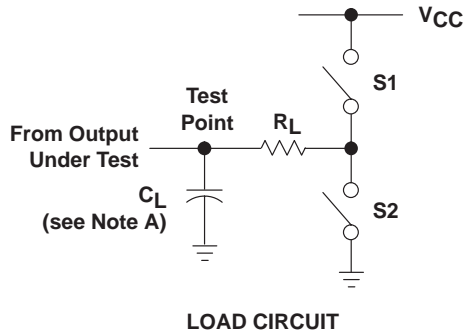 VCC
S1
Test
Point
RL
From Output
Under Test
CL
(see Note A)
S2
LOAD CIRCUIT